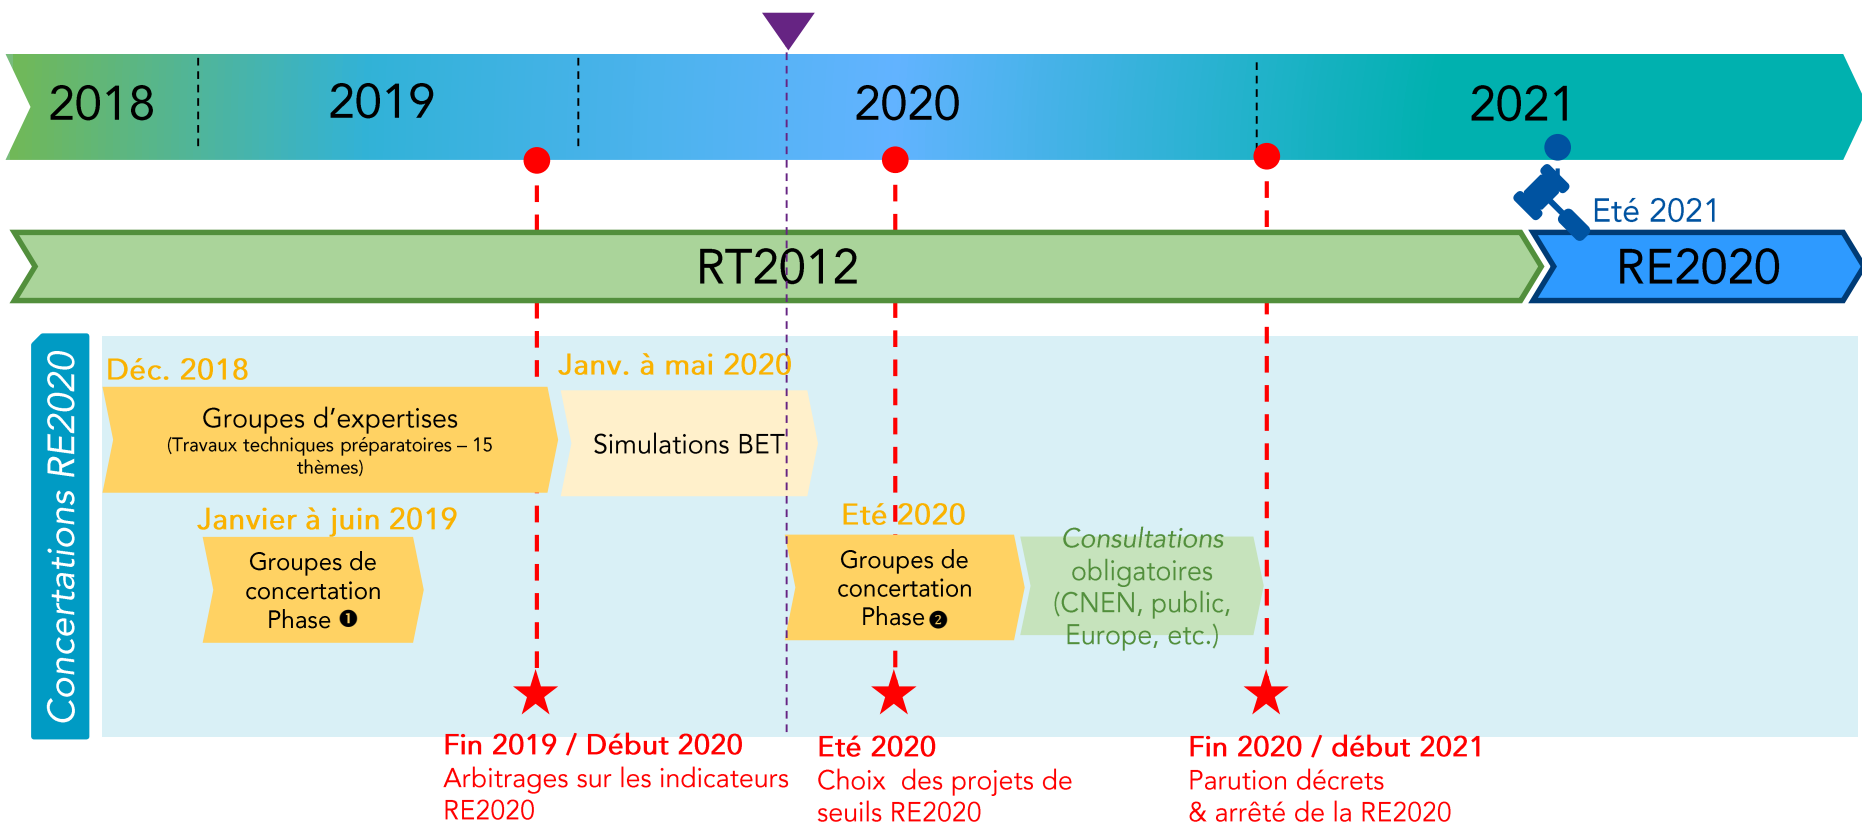 2018
2019
2020
2021
Eté 2021
RT2012
RE2020
Concertations RE2020
Déc. 2018
Groupes d’expertises
(Travaux techniques préparatoires – 15
thèmes)
Janv. à mai 2020
Simulations BET
Janvier à juin 2019
Groupes de
concertation
Phase ❶
Eté 2020
Groupes de
concertation
Phase ❷
Consultations
obligatoires
(CNEN, public,
Europe, etc.)
Fin 2019 / Début 2020
Arbitrages sur les indicateurs
RE2020
Eté 2020
Choix des projets de
seuils RE2020
Fin 2020 / début 2021
Parution décrets
& arrêté de la RE2020